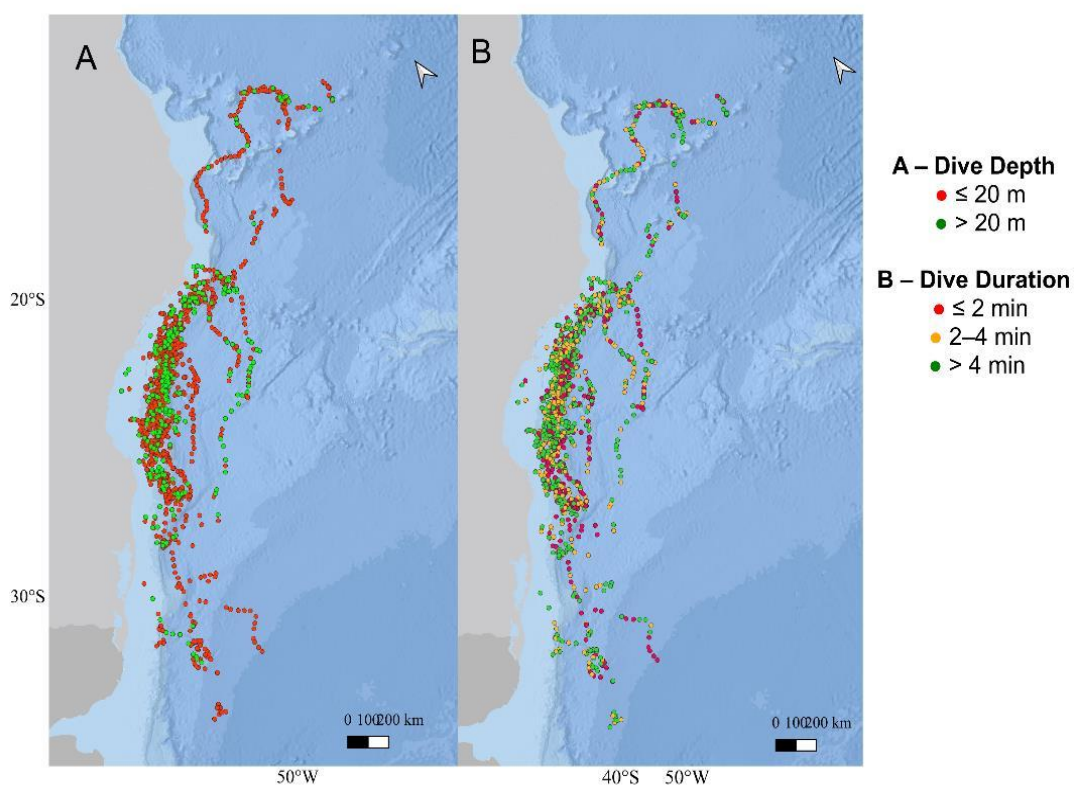 A
B
A – Dive Depth
≤ 20 m
> 20 m
B – Dive Duration
≤ 2 min
2–4 min
> 4 min
20°S
30°S
0 100200 km
0 100200 km
50°W
40°S 50°W